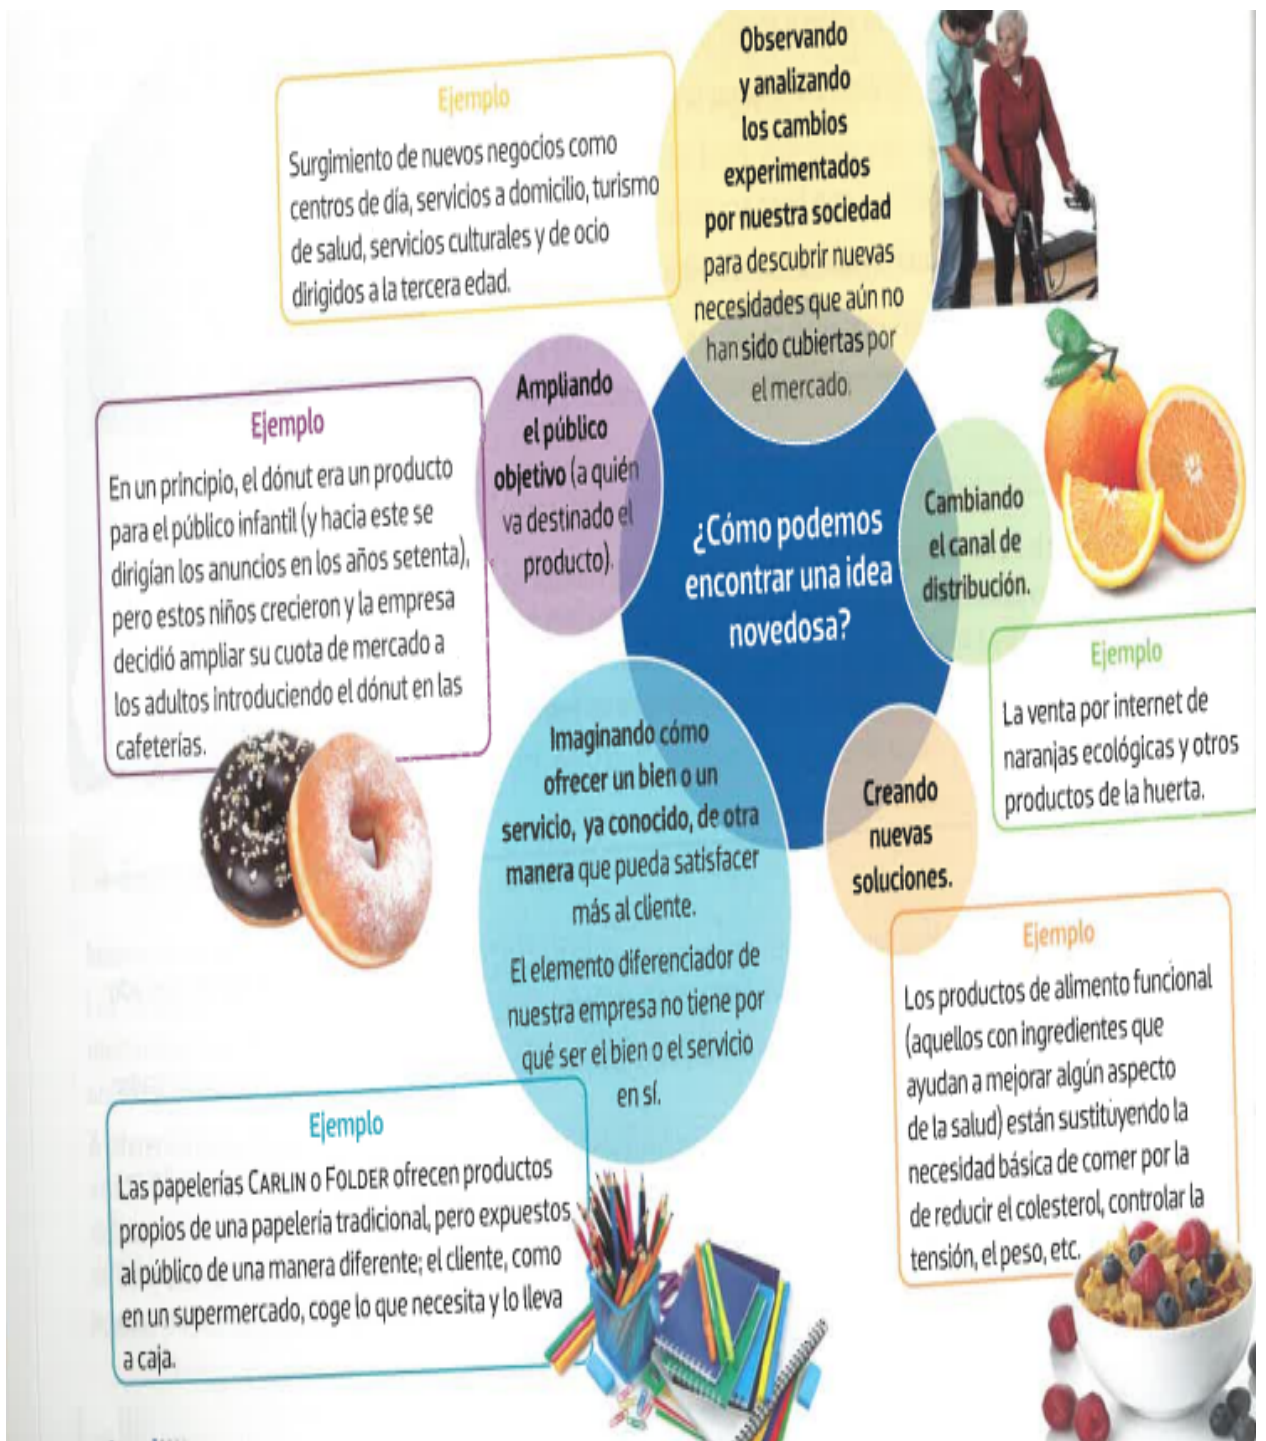 Observando
y analizando
los cambios
experimentados
por nuestra sociedad
para descubrir nuevas
necesidades que aún no
han sido cubiertas por
el mercado.
Ejemplo
Surgimiento de nuevos negocios como
centros de día, servicios a domicilio, turismo
de salud, servicios culturales y de ocio
dirigidos a la tercera edad.
Ampliando
el público
objetivo (a quién
va destinado el
producto).
Ejemplo
En un principio, el dónut era un producto
para el público infantil (y hacia este se
dirigían los anuncios en los años setenta),
pero estos niños crecieron y la empresa
decidió ampliar su cuota de mercado a
los adultos introduciendo el dónut en las
cafeterías.
¿Cómo podemos
encontrar una idea
novedosa?
Cambiando
el canal de
distribución.
Ejemplo
La venta por internet de
naranjas ecológicas y otros
productos de la huerta.
Imaginando cómo
ofrecer un bien o un
servicio, ya conocido, de otra
manera que pueda satisfacer
más al cliente.
El elemento diferenciador de
nuestra empresa no tiene por
qué ser el bien o el servicio
en sí.
Creando
nuevas
soluciones.
Ejemplo
Los productos de alimento funcional
(aquellos con ingredientes que
ayudan a mejorar algún aspecto
de la salud) están sustituyendo la
necesidad básica de comer por la
de reducir el colesterol, controlar la
tensión, el peso, etc.
Ejemplo
Las papelerías CARLIN o FOLDER ofrecen productos
propios de una papelería tradicional, pero expuestos
al público de una manera diferente; el cliente, como
en un supermercado, coge lo que necesita y lo lleva
a caja.